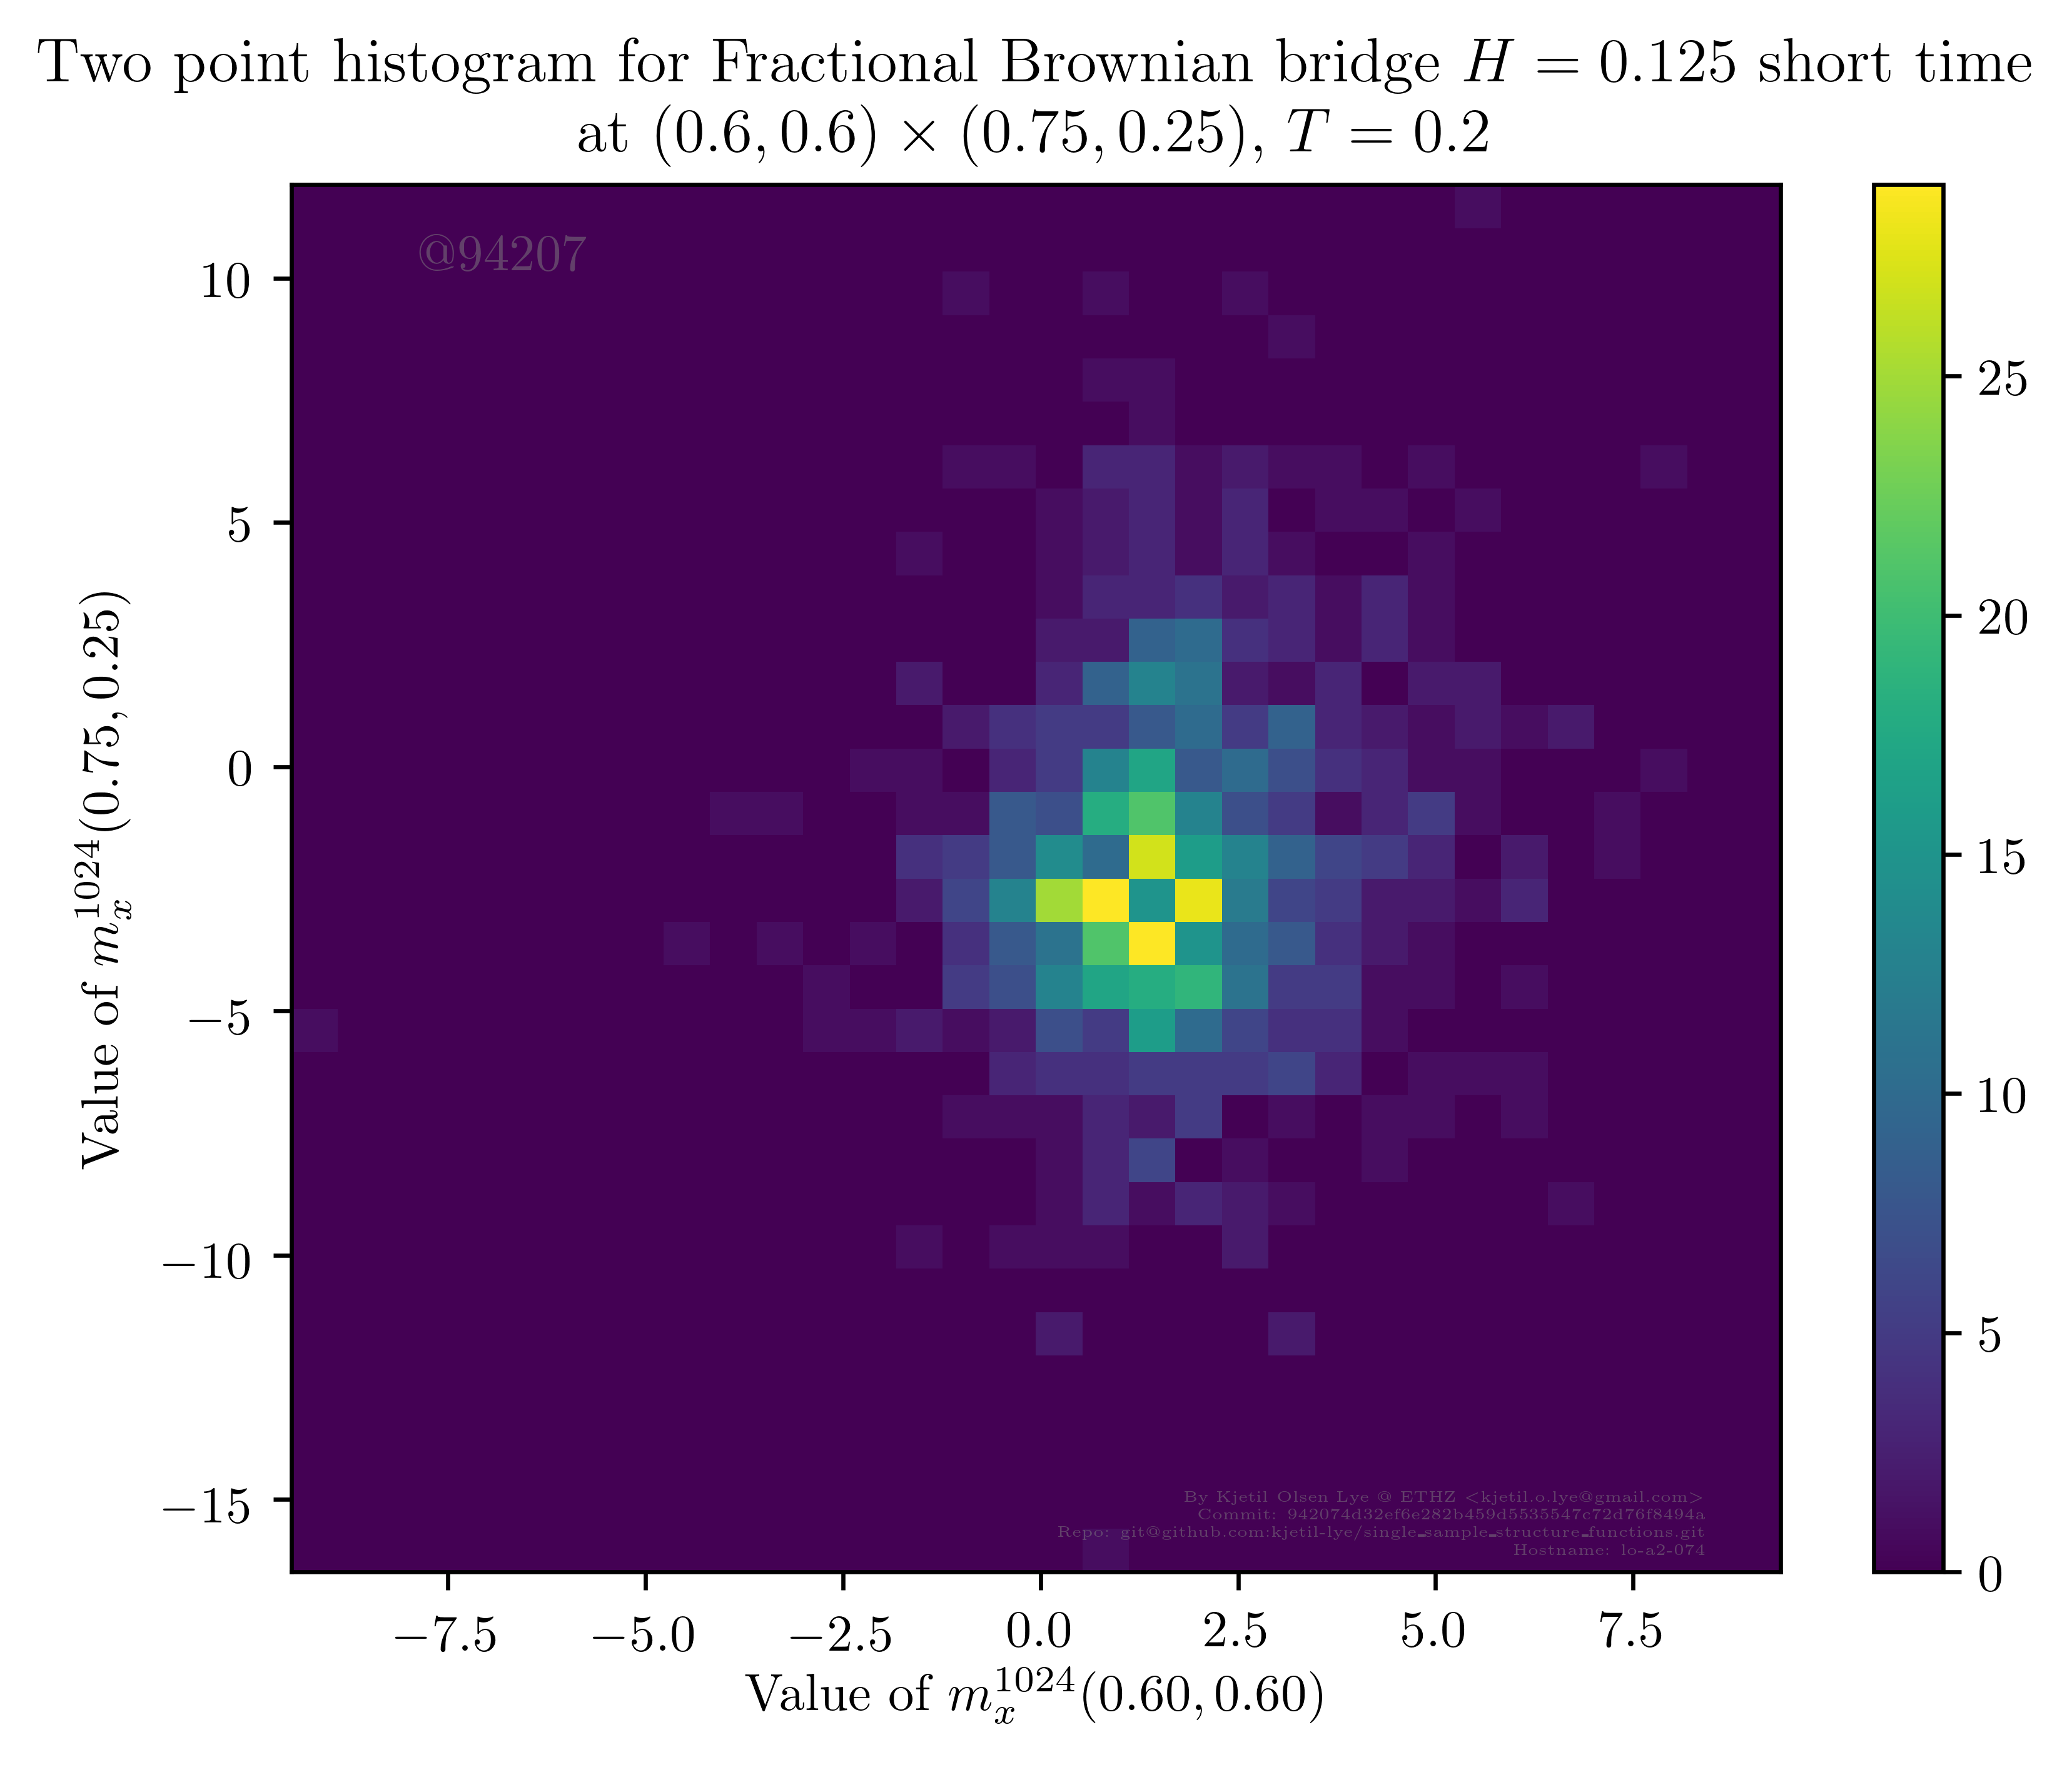 Two point histogram for Fractional Brownian bridge H = 0.125 short time
at (0.6, 0.6) × (0.75, 0.25), T = 0.2
@94207
10
5
0
−5
−10
−15
Value of m_x^1024(0.75, 0.25)
25
20
15
10
5
0
By Kjetil Olsen Lye @ ETHZ <kjetil.o.lye@gmail.com>
Commit: 942074d32ef6e282b459d5535547c72d76f8494a
Repo: git@github.com:kjetil-lye/single_sample_structure_functions.git
Hostname: lo-a2-074
−7.5 −5.0 −2.5 0.0 2.5 5.0 7.5
Value of m_x^1024(0.60, 0.60)